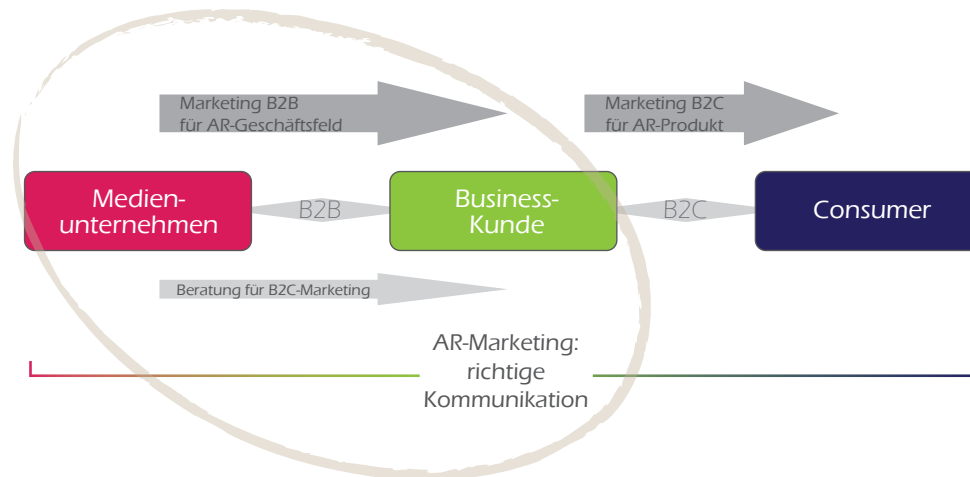 Marketing B2B
für AR-Geschäftsfeld
Marketing B2C
für AR-Produkt
Medien-
unternehmen
B2B
Business-
Kunde
B2C
Consumer
Beratung für B2C-Marketing
AR-Marketing:
richtige
Kommunikation